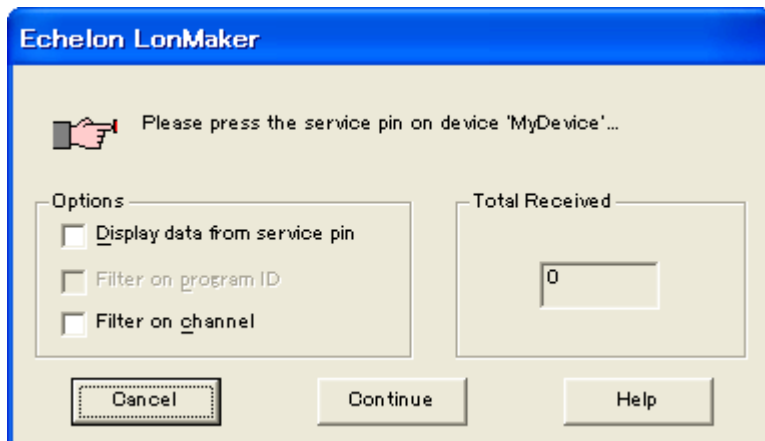 Echelon LonMaker
Please press the service pin on device 'MyDevice'...
Options
Display data from service pin
Filter on program ID
Filter on channel
Total Received
0
Cancel
Continue
Help